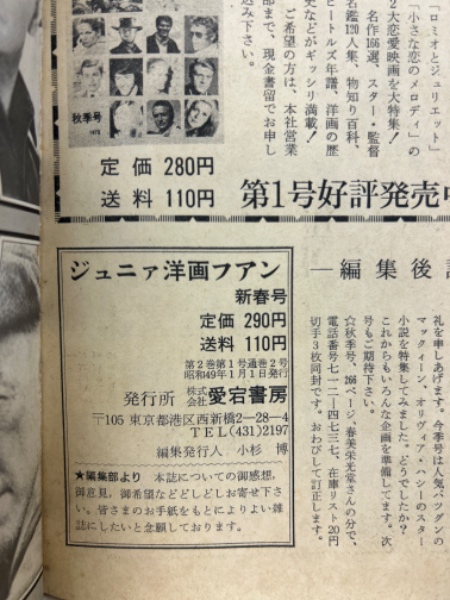 「ロミオとジュリエット」
「小さな恋のメロディ」の
2大恋愛映画を大特集!
名作166選、スター・監督
名鑑120人集、物知り百科、
ビートルズ年譜、洋画の歴
史などがギッシリ満載!
ご希望の方は、本社営業
部まで、現金書留でお申し
込み下さい。
秋季号
定価 280円
送料 110円
第1号好評発売中
ジュニア洋画フアン
新春号
定価 290円
送料 110円
第2巻第1号通巻2号
昭和49年1月1日発行
発行所 株式会社 愛宕書房
〒105 東京都港区西新橋2-28-4
TEL(431)2197
編集発行人 小杉 博
★編集部より 本誌についての御感想,
御意見, 御希望などどしどしお寄せ下さ
い。皆さまのお手紙をもとによりよい雑
誌にしたいと念願しております。
—編集後
礼を申しあげます。今季号は人気バツグンの
マックィーン、オリヴィア・ハシーのスター
小説を特集してみました。どうでしたか?
これからもいろんな企画を準備してます。次
号もご期待下さい。
☆秋季号、266ページ、春美栄光堂さんの分で、
電話番号七一二-四七三七、在庫リスト20円
切手3枚同封です。おわびして訂正します。